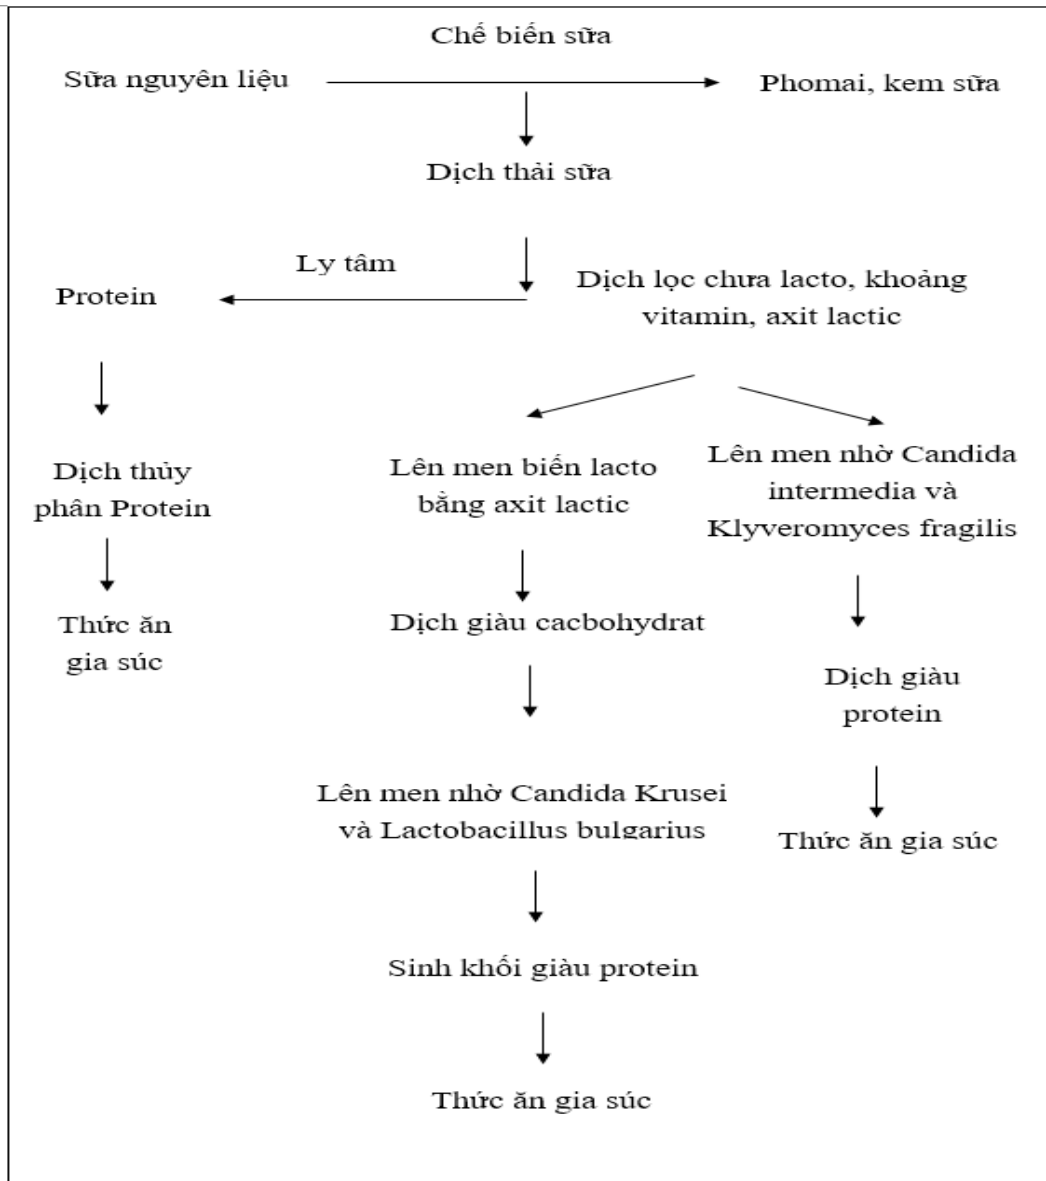 Chế biến sữa
Sữa nguyên liệu
Phomai, kem sữa
Dịch thải sữa
Ly tâm
Protein
Dịch lọc chưa lacto, khoảng
vitamin, axit lactic
Dịch thủy
phân Protein
Lên men biến lacto
bằng axit lactic
Lên men nhờ Candida
intermedia và
Klyveromyces fragilis
Thức ăn
gia súc
Dịch giàu cacbohydrat
Dịch giàu
protein
Lên men nhờ Candida Krusei
và Lactobacillus bulgarius
Thức ăn gia súc
Sinh khối giàu protein
Thức ăn gia súc